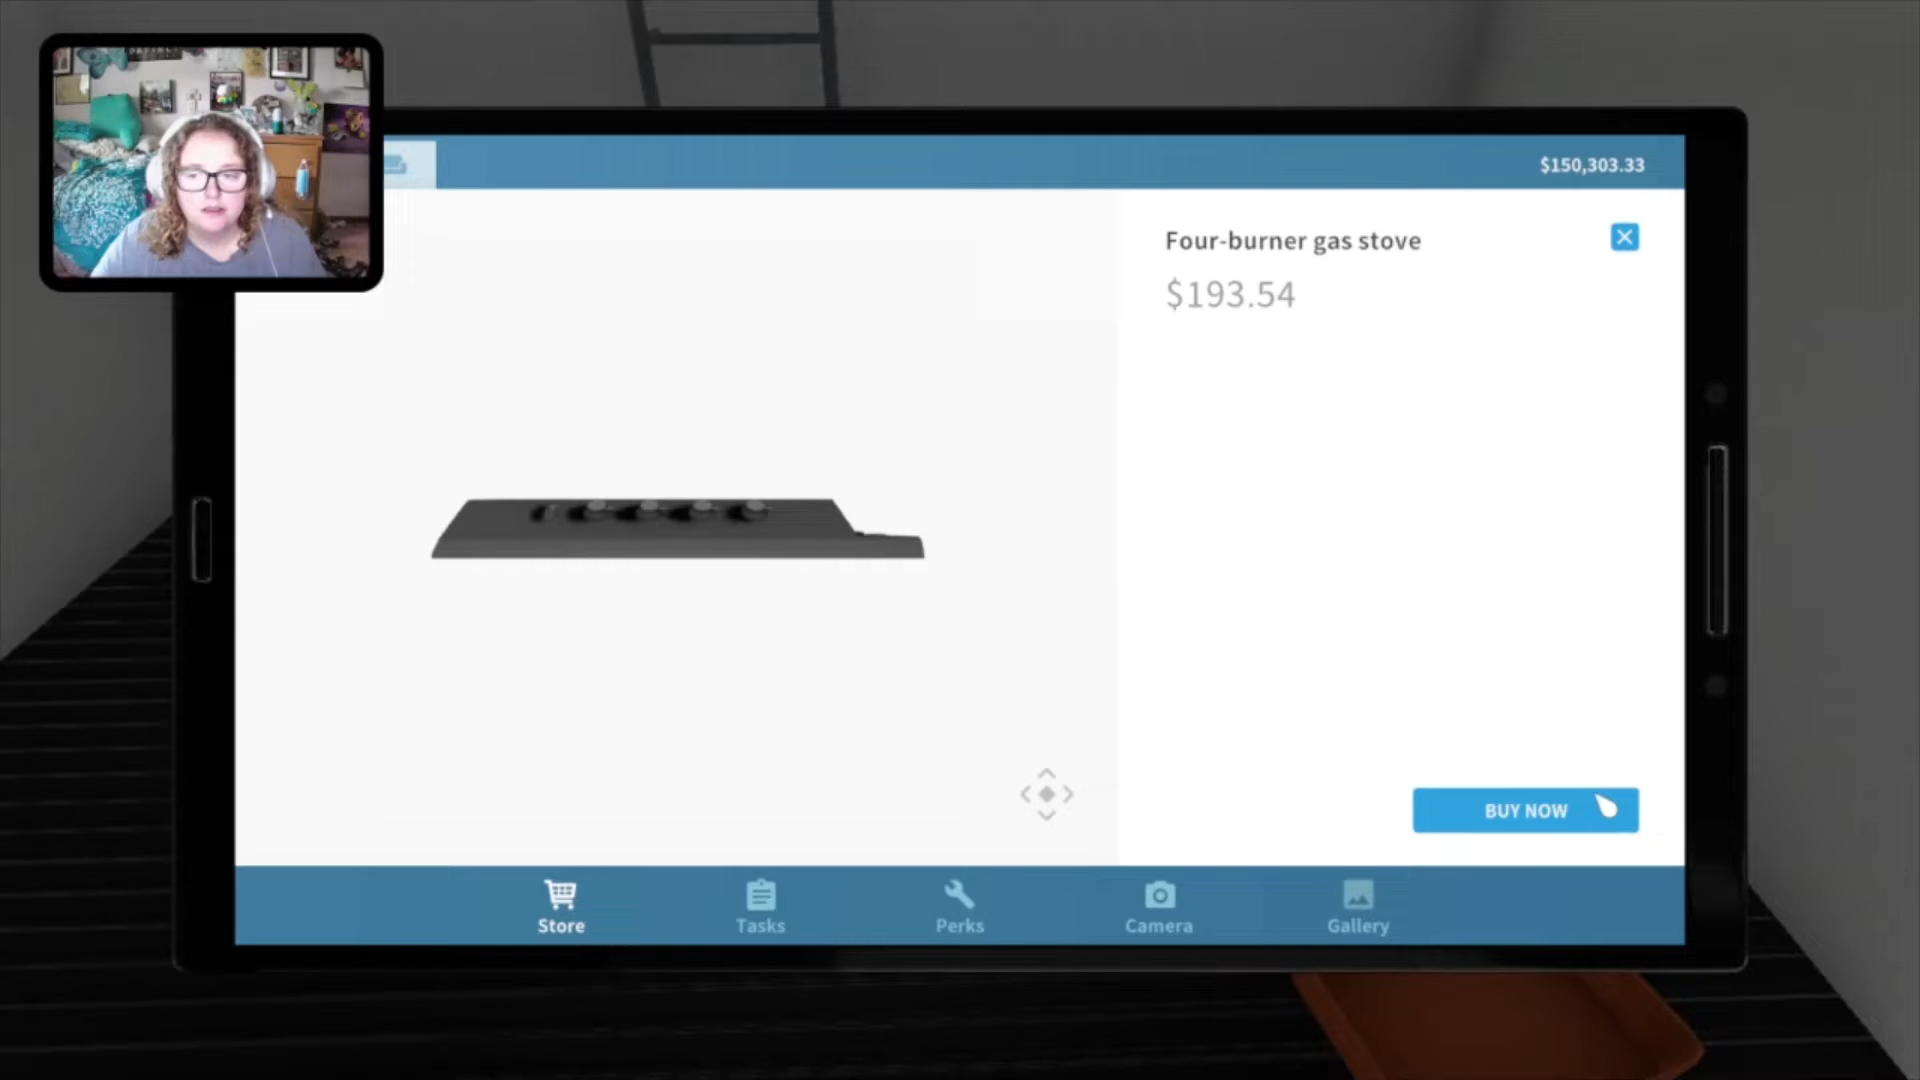 $150,303.33
Four-burner gas stove
$193.54
BUY NOW
Store
Tasks
Perks
Camera
Gallery